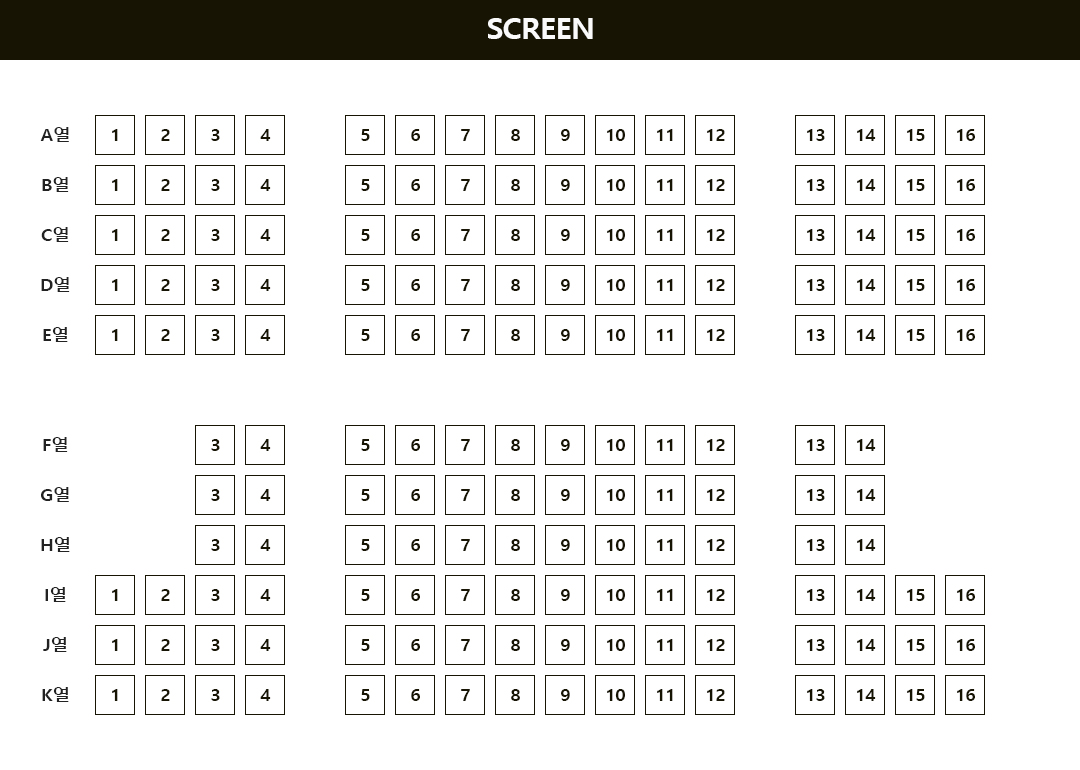 SCREEN
A열 1 2 3 4 5 6 7 8 9 10 11 12 13 14 15 16
B열 1 2 3 4 5 6 7 8 9 10 11 12 13 14 15 16
C열 1 2 3 4 5 6 7 8 9 10 11 12 13 14 15 16
D열 1 2 3 4 5 6 7 8 9 10 11 12 13 14 15 16
E열 1 2 3 4 5 6 7 8 9 10 11 12 13 14 15 16
F열 3 4 5 6 7 8 9 10 11 12 13 14
G열 3 4 5 6 7 8 9 10 11 12 13 14
H열 3 4 5 6 7 8 9 10 11 12 13 14
I열 1 2 3 4 5 6 7 8 9 10 11 12 13 14 15 16
J열 1 2 3 4 5 6 7 8 9 10 11 12 13 14 15 16
K열 1 2 3 4 5 6 7 8 9 10 11 12 13 14 15 16